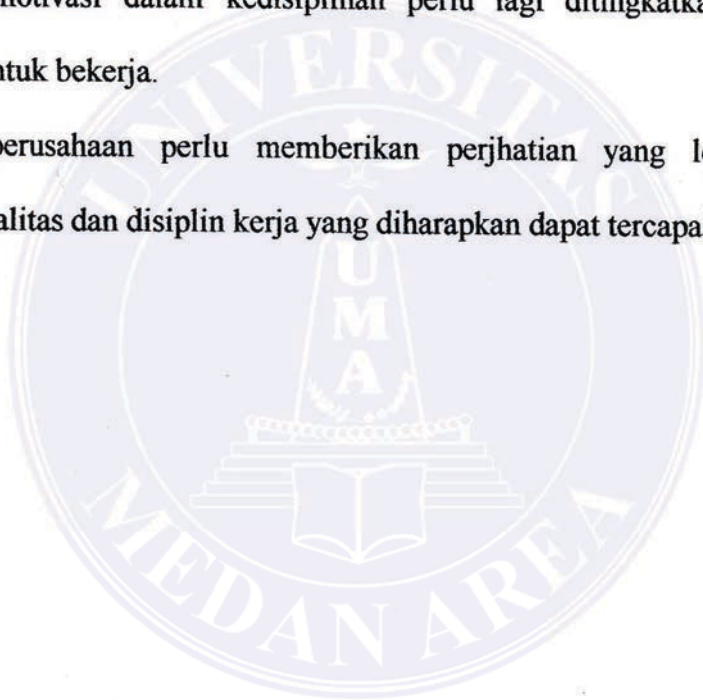 motivasi dalam kedisiplinan perlu lagi ditingkatka
ntuk bekerja.
perusahaan perlu memberikan perjhatian yang l
alitas dan disiplin kerja yang diharapkan dapat tercapa
UNIVERSITAS
U
M
A
MEDAN AREA